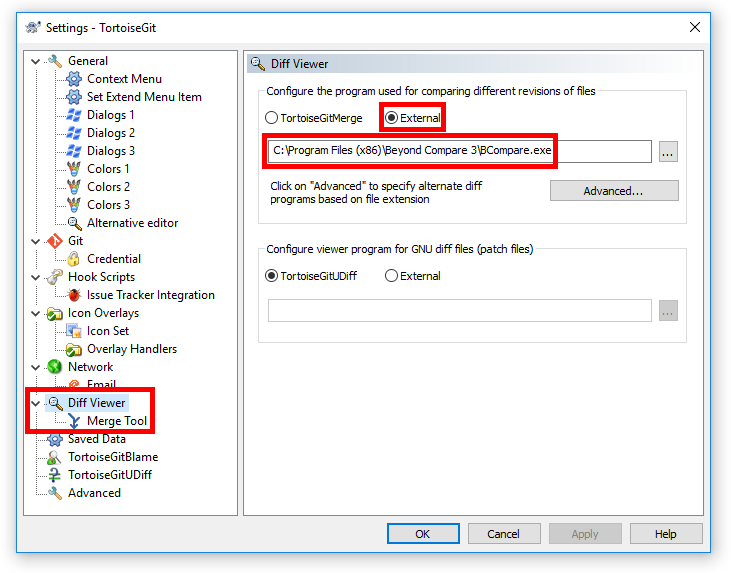 Settings - TortoiseGit
General
Context Menu
Set Extend Menu Item
Dialogs 1
Dialogs 2
Dialogs 3
Colors 1
Colors 2
Colors 3
Alternative editor
Git
Credential
Hook Scripts
Issue Tracker Integration
Icon Overlays
Icon Set
Overlay Handlers
Network
Email
Diff Viewer
Merge Tool
Saved Data
TortoiseGitBlame
TortoiseGitUDiff
Advanced
Diff Viewer
Configure the program used for comparing different revisions of files
TortoiseGitMerge External
C:\Program Files (x86)\Beyond Compare 3\BCompare.exe ...
Click on "Advanced" to specify alternate diff
programs based on file extension
Advanced...
Configure viewer program for GNU diff files (patch files)
TortoiseGitUDiff External
...
OK Cancel Apply Help